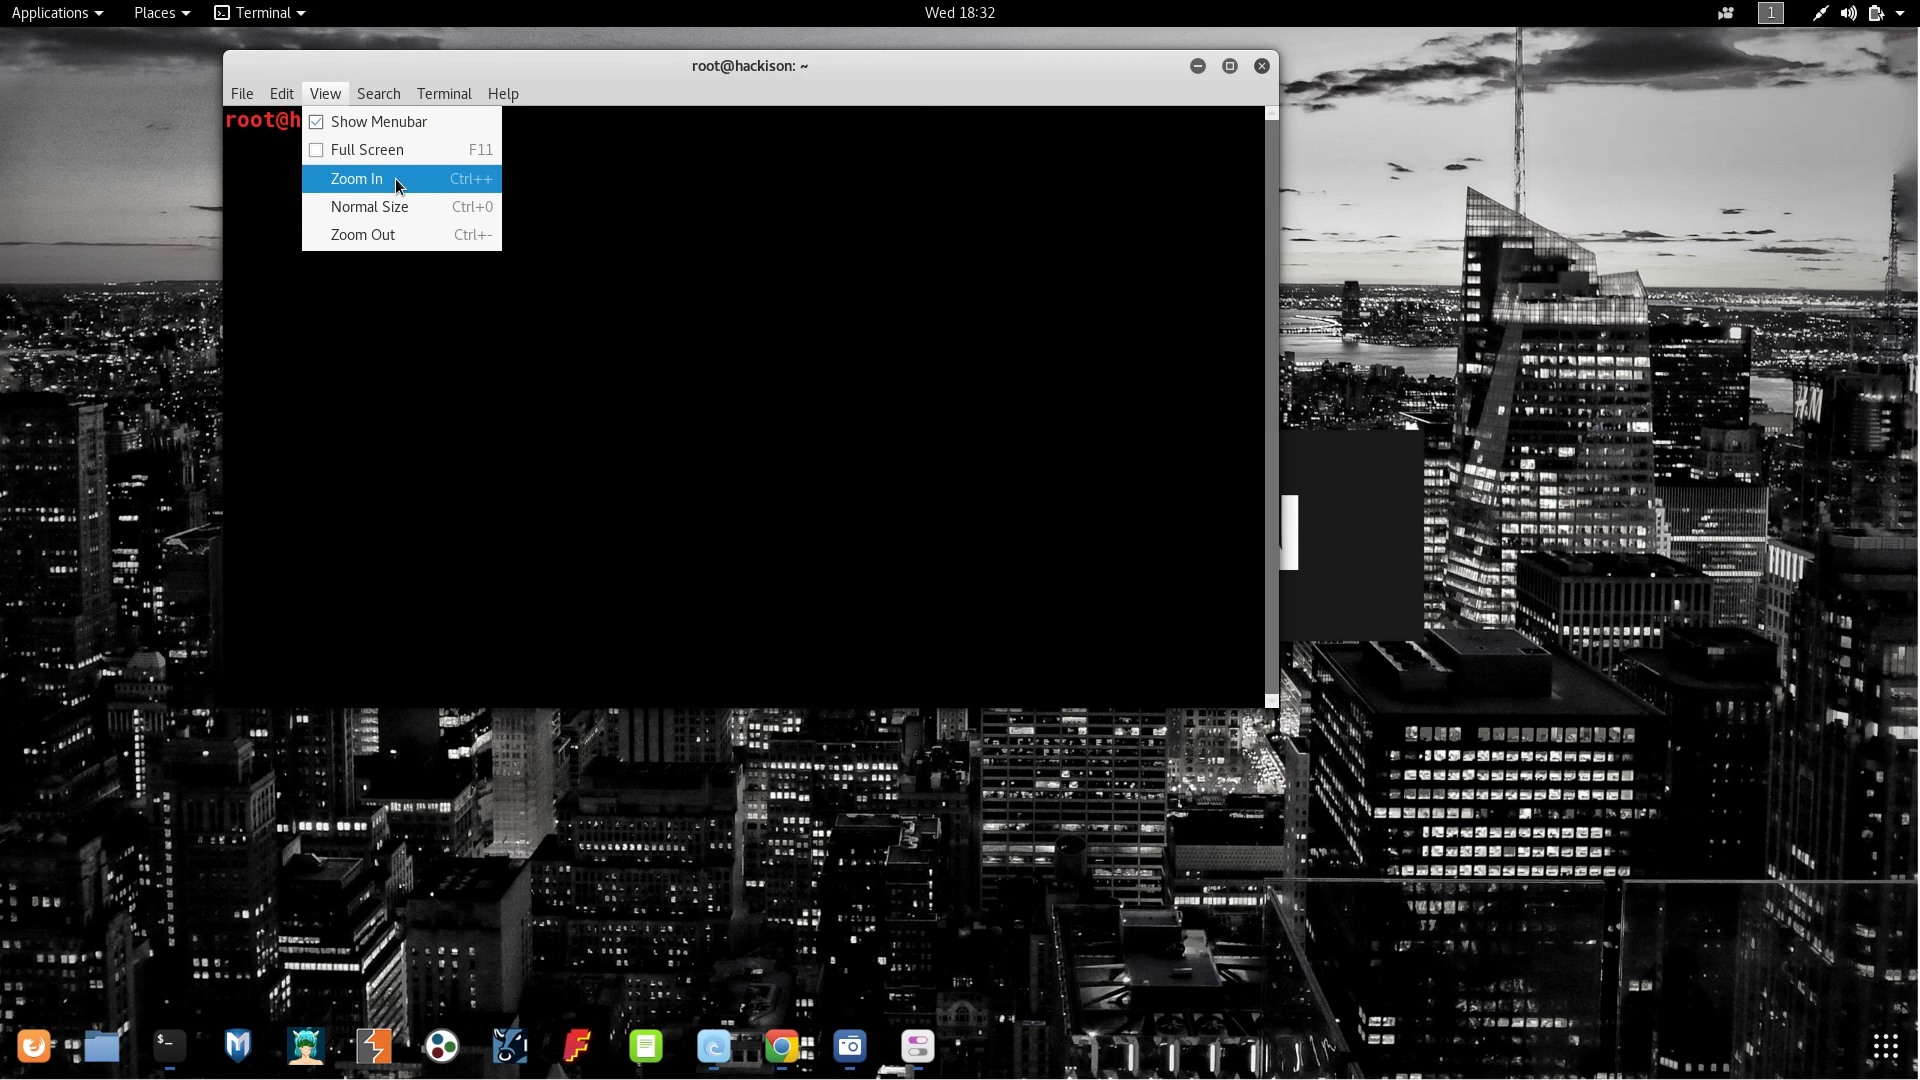 Applications Places Terminal Wed 18:32 1
root@hackison: ~
File Edit View Search Terminal Help
root@h
Show Menubar
Full Screen F11
Zoom In Ctrl++
Normal Size Ctrl+0
Zoom Out Ctrl+-
H&M
$_